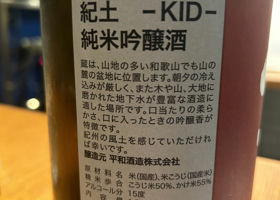 紀土 -KID-
純米吟醸酒
蔵は、山地の多い和歌山でも山の
麓の盆地に位置します。朝夕の冷え
込みが厳しく、また木や山、大地に
磨かれた地下水が豊富な酒造に
適した場所です。口当たりの柔ら
かさ、口に入ったときの吟醸香が
特徴です。
紀州の風土を感じていただけれ
ば幸いです。
醸造元 平和酒造株式会社
原材料名 米(国産)、米こうじ(国産米)
精米歩合 こうじ米50%、かけ米55%
アルコール分 15度